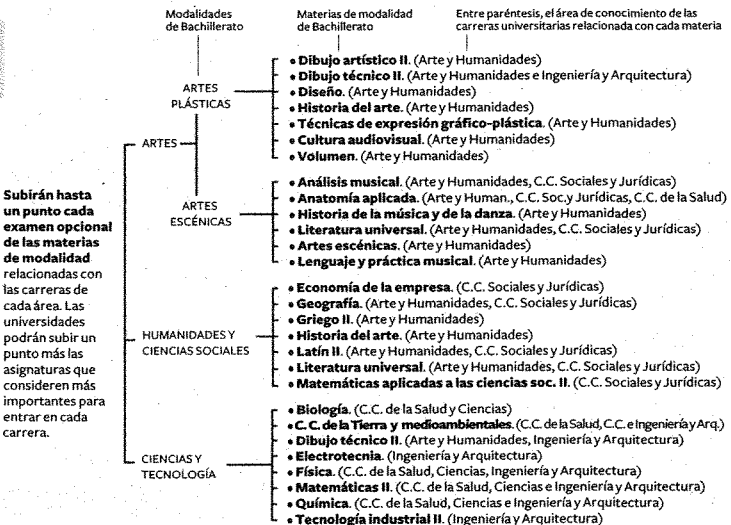 Modalidades
de Bachillerato
Materias de modalidad
de Bachillerato
Entre paréntesis, el área de conocimiento de las
carreras universitarias relacionada con cada materia
Subirán hasta
un punto cada
examen opcional
de las materias
de modalidad
relacionadas con
las carreras de
cada área. Las
universidades
podrán subir un
punto más las
asignaturas que
consideren más
importantes para
entrar en cada
carrera.
ARTES
ARTES
PLÁSTICAS
• Dibujo artístico II. (Arte y Humanidades)
• Dibujo técnico II. (Arte y Humanidades e Ingeniería y Arquitectura)
• Diseño. (Arte y Humanidades)
• Historia del arte. (Arte y Humanidades)
• Técnicas de expresión gráfico-plástica. (Arte y Humanidades)
• Cultura audiovisual. (Arte y Humanidades)
• Volumen. (Arte y Humanidades)
ARTES
ESCÉNICAS
• Análisis musical. (Arte y Humanidades, C.C. Sociales y Jurídicas)
• Anatomía aplicada. (Arte y Human., C.C. Soc.y Jurídicas, C.C. de la Salud)
• Historia de la música y de la danza. (Arte y Humanidades)
• Literatura universal. (Arte y Humanidades, C.C. Sociales y Jurídicas)
• Artes escénicas. (Arte y Humanidades)
• Lenguaje y práctica musical. (Arte y Humanidades)
HUMANIDADES Y
CIENCIAS SOCIALES
• Economía de la empresa. (C.C. Sociales y Jurídicas)
• Geografía. (Arte y Humanidades, C.C. Sociales y Jurídicas)
• Griego II. (Arte y Humanidades)
• Historia del arte. (Arte y Humanidades)
• Latín II. (Arte y Humanidades, C.C. Sociales y Jurídicas)
• Literatura universal. (Arte y Humanidades, C.C. Sociales y Jurídicas)
• Matemáticas aplicadas a las ciencias soc. II. (C.C. Sociales y Jurídicas)
CIENCIAS Y
TECNOLOGÍA
• Biología. (C.C. de la Salud y Ciencias)
• C. C. de la Tierra y medioambientales. (C.C. de la Salud, C.C. e Ingeniería y Arq.)
• Dibujo técnico II. (Arte y Humanidades, Ingeniería y Arquitectura)
• Electrotecnia. (Ingeniería y Arquitectura)
• Física. (C.C. de la Salud, Ciencias, Ingeniería y Arquitectura)
• Matemáticas II. (C.C. de la Salud, Ciencias e Ingeniería y Arquitectura)
• Química. (C.C. de la Salud, Ciencias e Ingeniería y Arquitectura)
• Tecnología industrial II. (Ingeniería y Arquitectura)